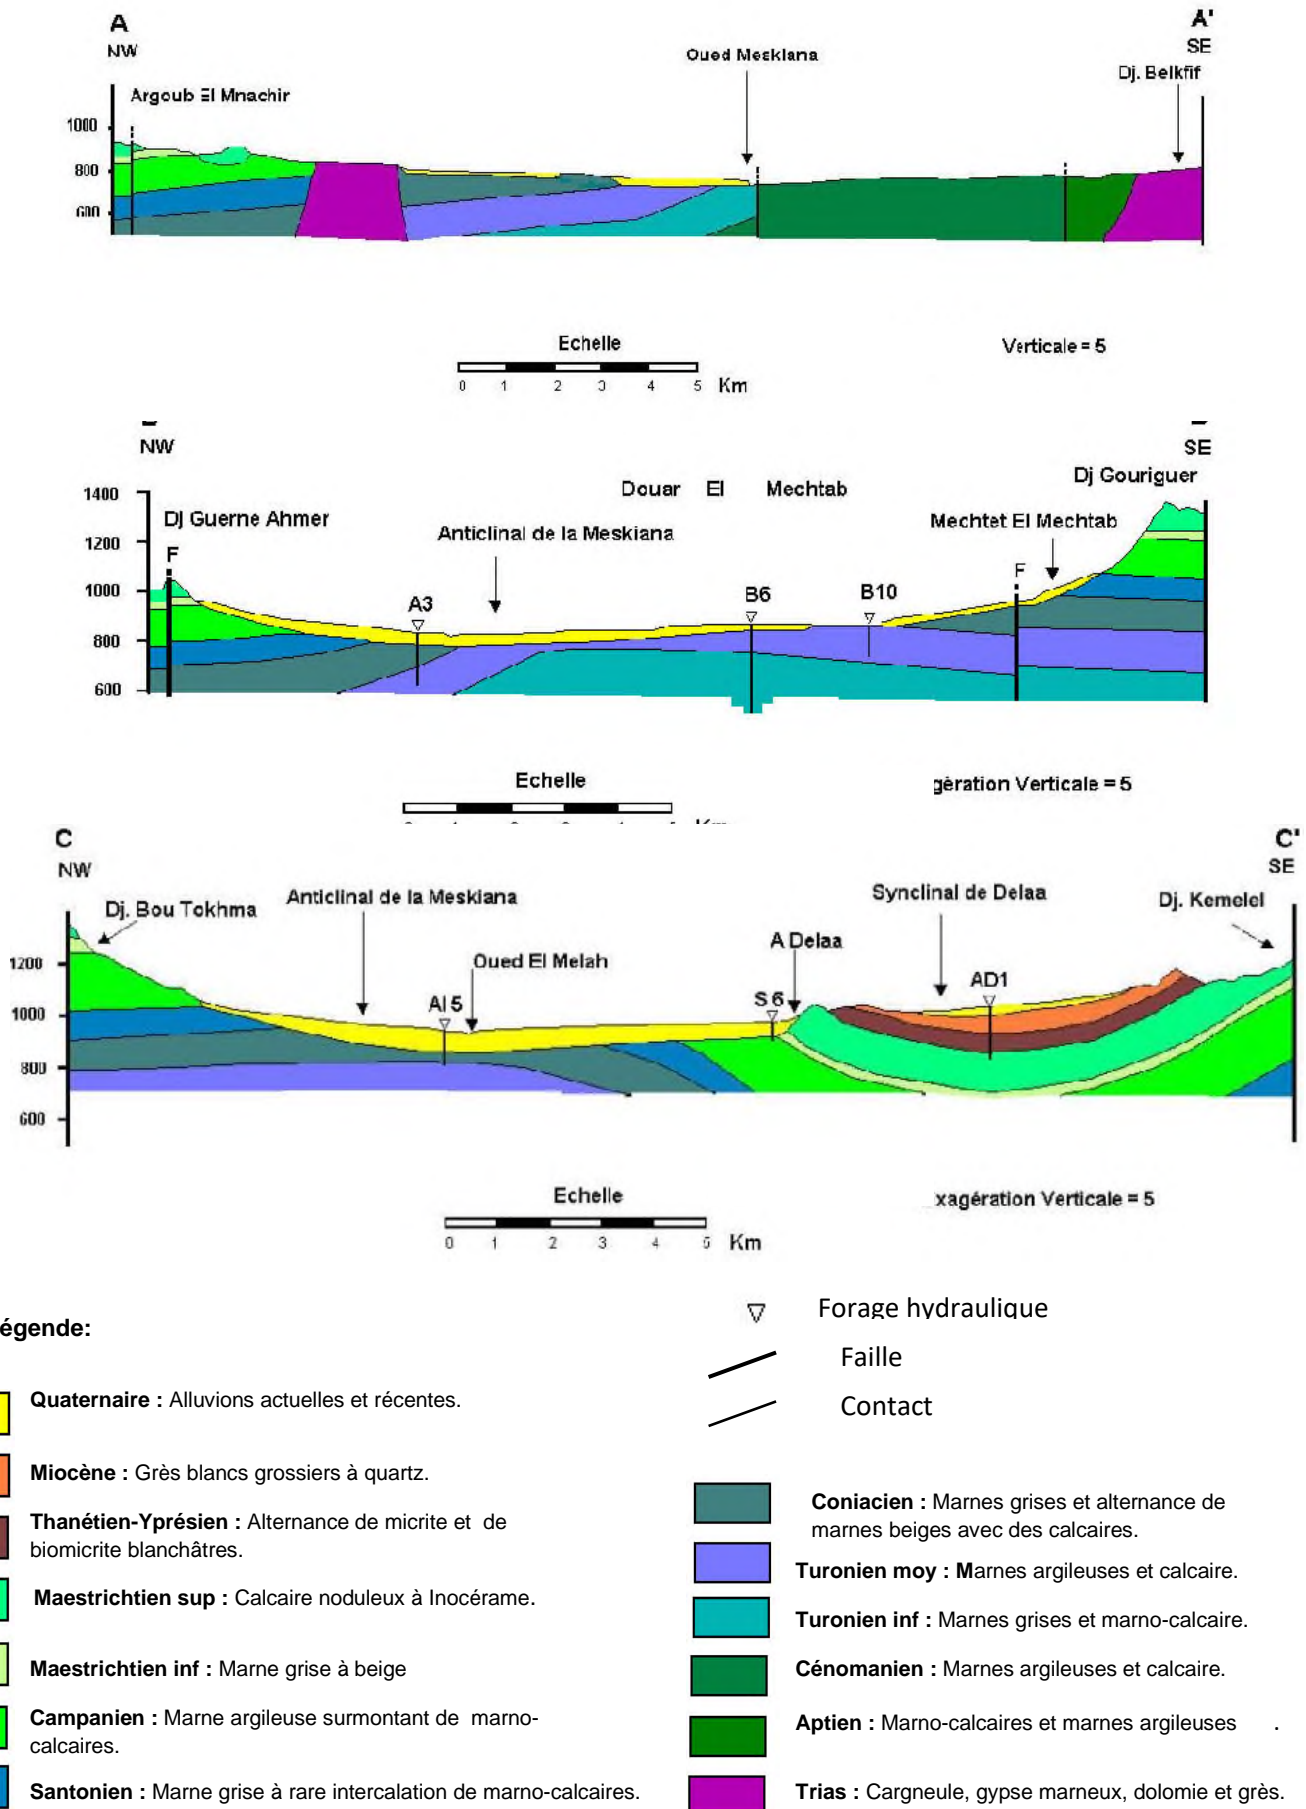 A
NW
A'
SE
Oued Meskiana
Dj. Belkfif
Argoub El Mnachir
1000
800
600
Echelle
0 1 2 3 4 5 Km
Verticale = 5
NW
SE
Dj Gouriguer
1400
1200
1000
800
600
Dj Guerne Ahmer
F
Anticlinal de la Meskiana
Douar El Mechtab
Mechtet El Mechtab
F
A3
B6
B10
Echelle
gération Verticale = 5
C
NW
C'
SE
Dj. Bou Tokhma
Anticlinal de la Meskiana
Synclinal de Delaa
Dj. Kemelel
A Delaa
Oued El Melah
1200
1000
800
600
Al 5
S 6
AD1
Echelle
0 1 2 3 4 5 Km
xagération Verticale = 5
égende:
Forage hydraulique
Faille
Contact
Quaternaire : Alluvions actuelles et récentes.
Miocène : Grès blancs grossiers à quartz.
Thanétien-Yprésien : Alternance de micrite et de
biomicrite blanchâtres.
Maestrichtien sup : Calcaire noduleux à Inocérame.
Maestrichtien inf : Marne grise à beige
Campanien : Marne argileuse surmontant de marno-
calcaires.
Santonien : Marne grise à rare intercalation de marno-calcaires.
Coniacien : Marnes grises et alternance de
marnes beiges avec des calcaires.
Turonien moy : Marnes argileuses et calcaire.
Turonien inf : Marnes grises et marno-calcaire.
Cénomanien : Marnes argileuses et calcaire.
Aptien : Marno-calcaires et marnes argileuses .
Trias : Cargneule, gypse marneux, dolomie et grès.